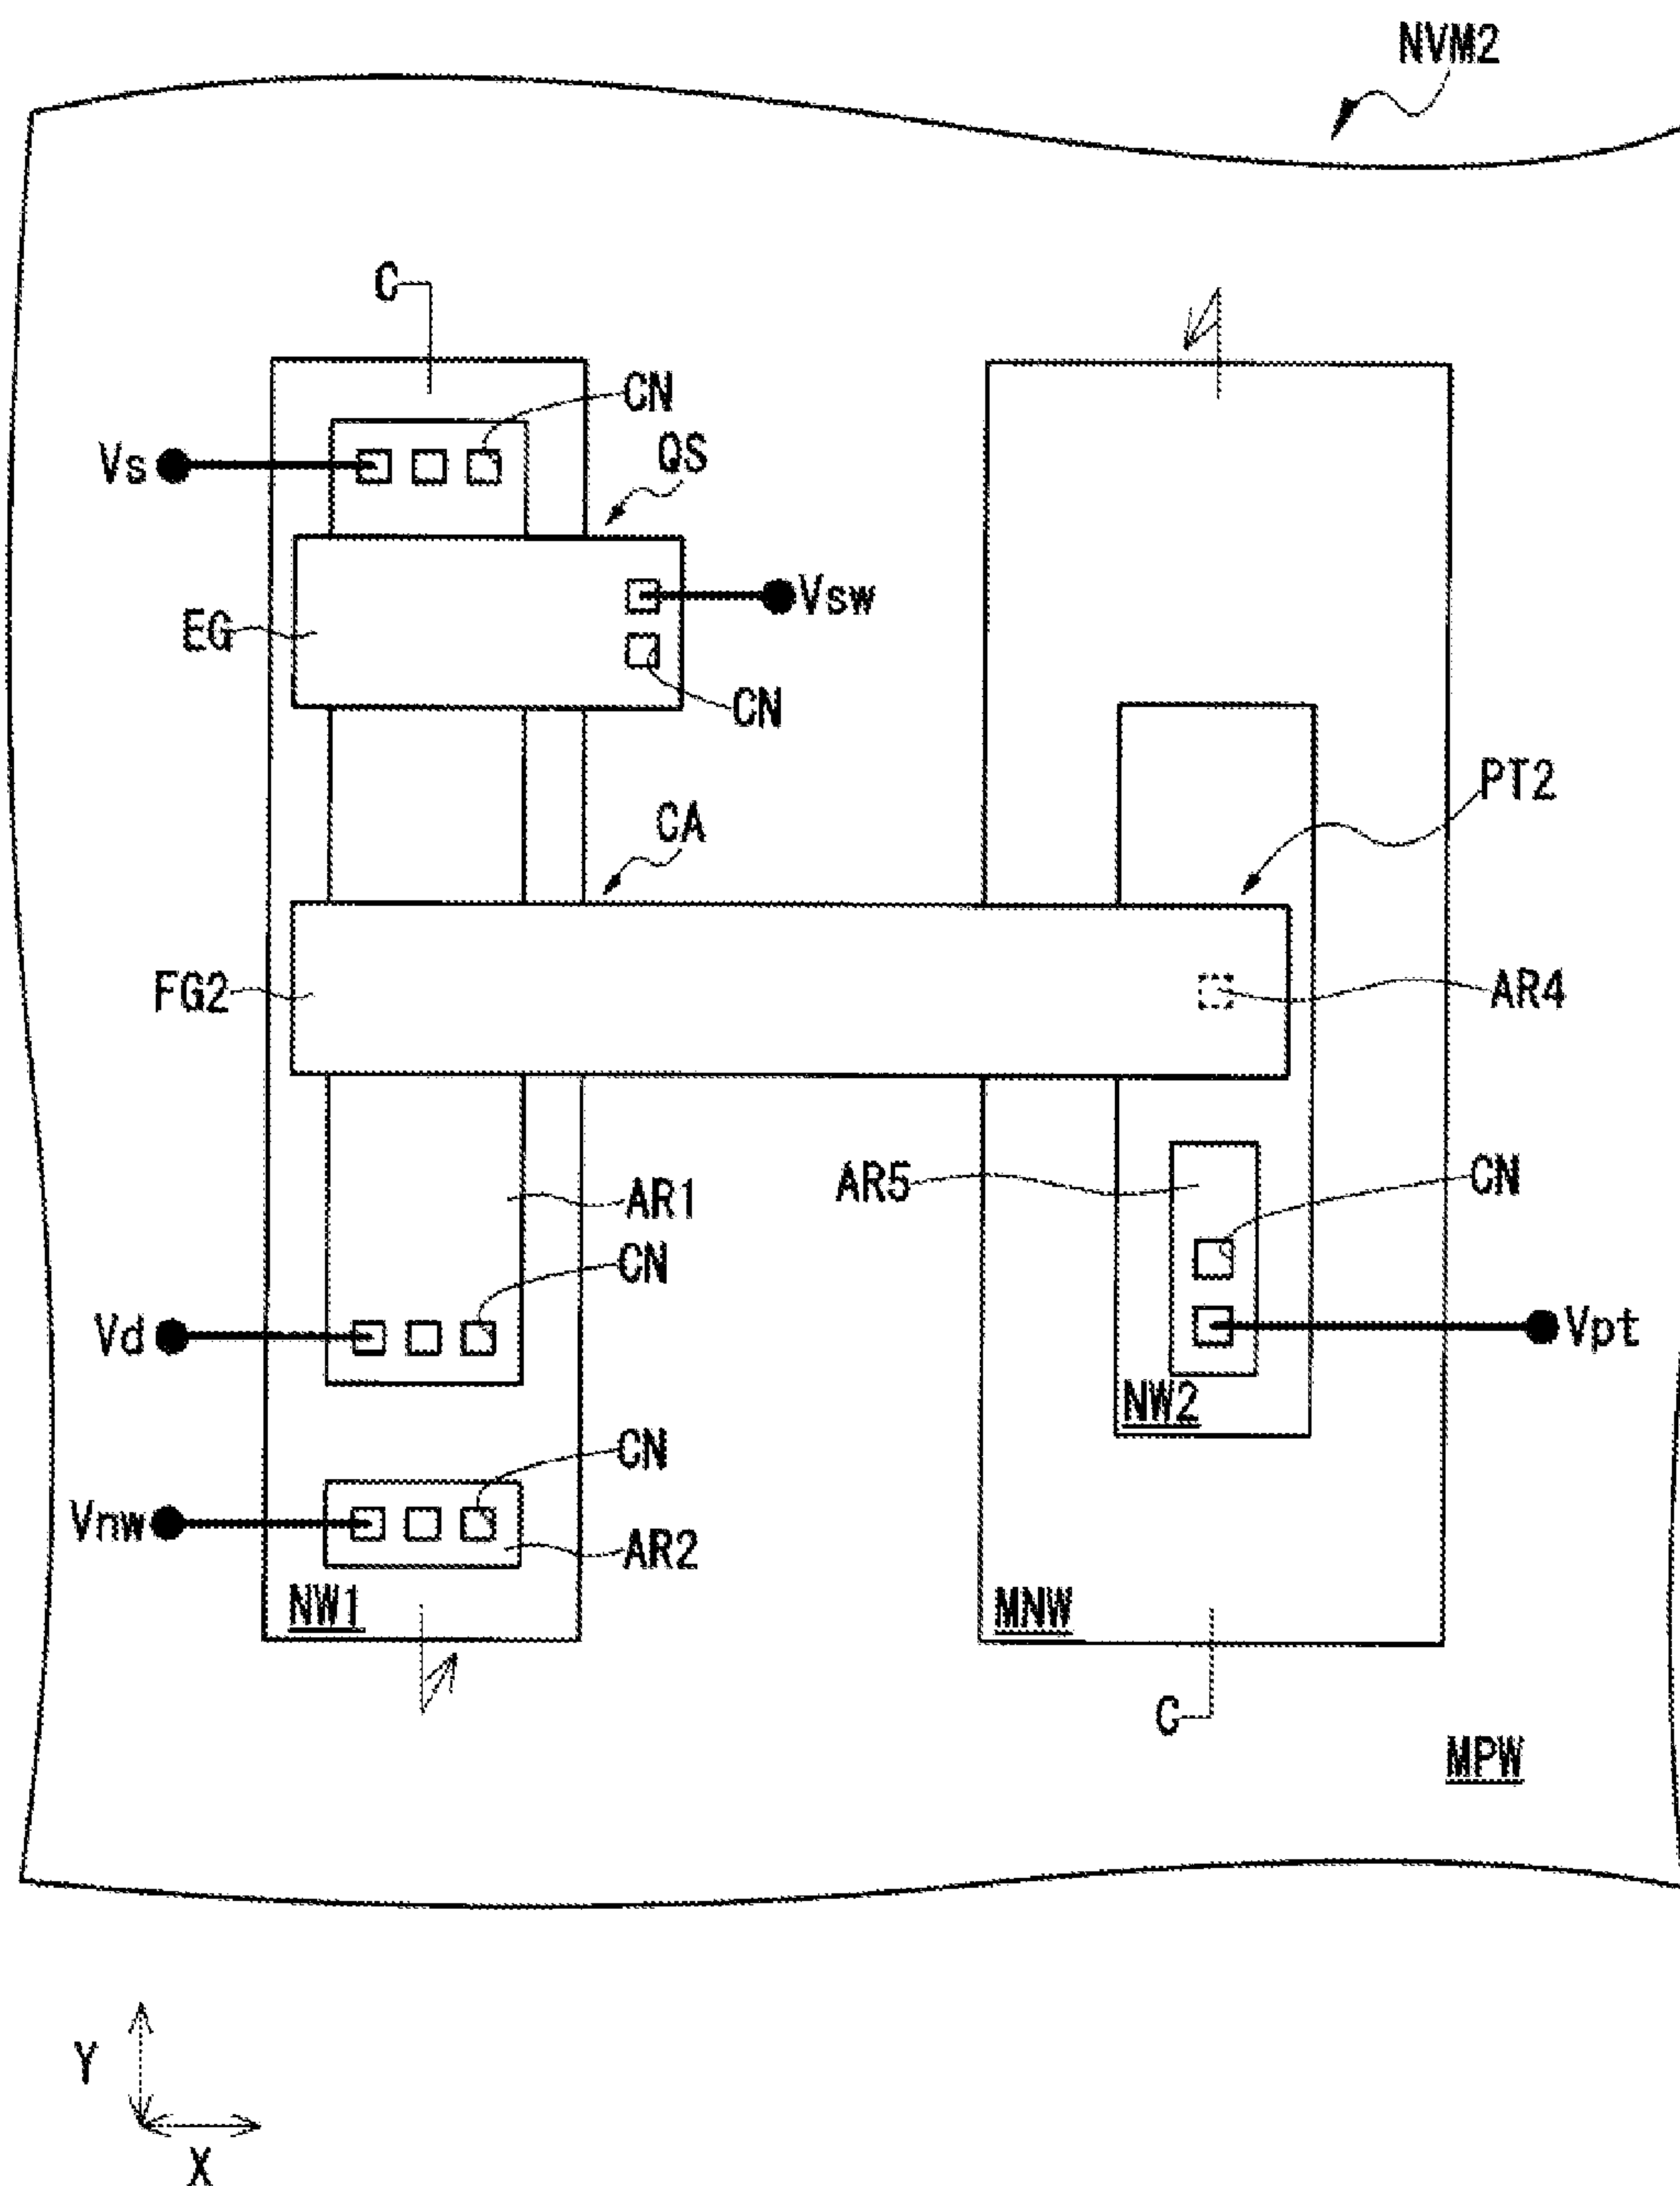 NVM2
C
CN
Vs
QS
Vsw
EG
CN
CA
PT2
FG2
AR4
AR5
CN
AR1
CN
Vd
Vpt
NW2
CN
Vnw
AR2
NW1
MNW
C
MPW
Y
X